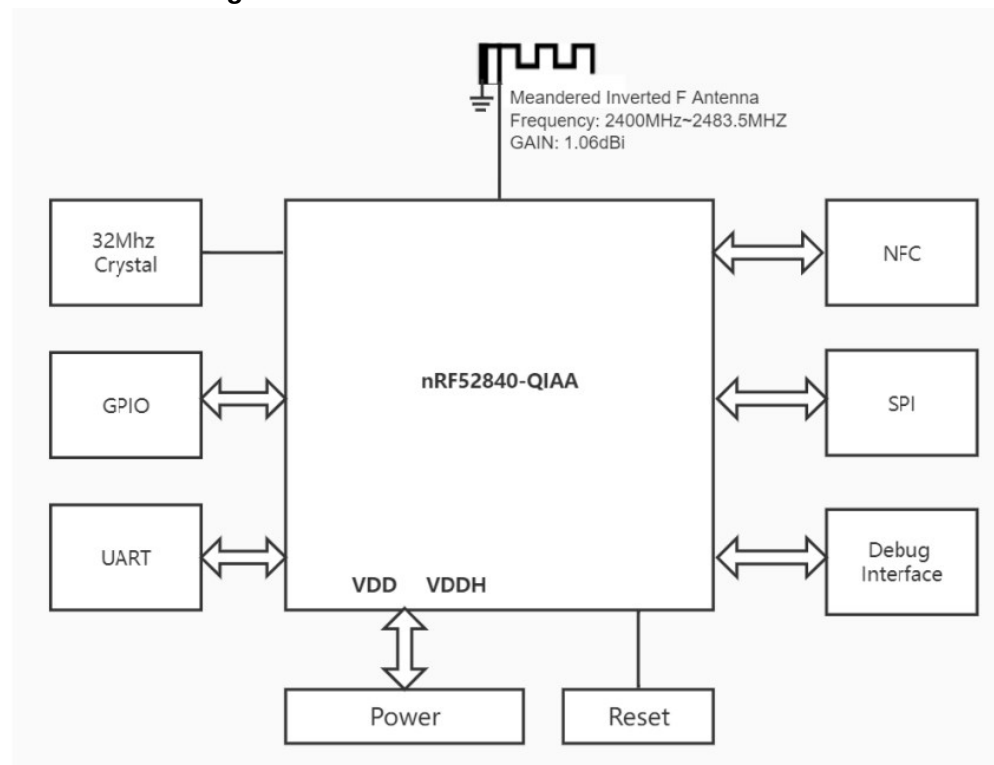 Meandered Inverted F Antenna
Frequency: 2400MHz~2483.5MHZ
GAIN: 1.06dBi
32Mhz
Crystal
NFC
GPIO
nRF52840-QIAA
SPI
UART
Debug
Interface
VDD VDDH
Power
Reset